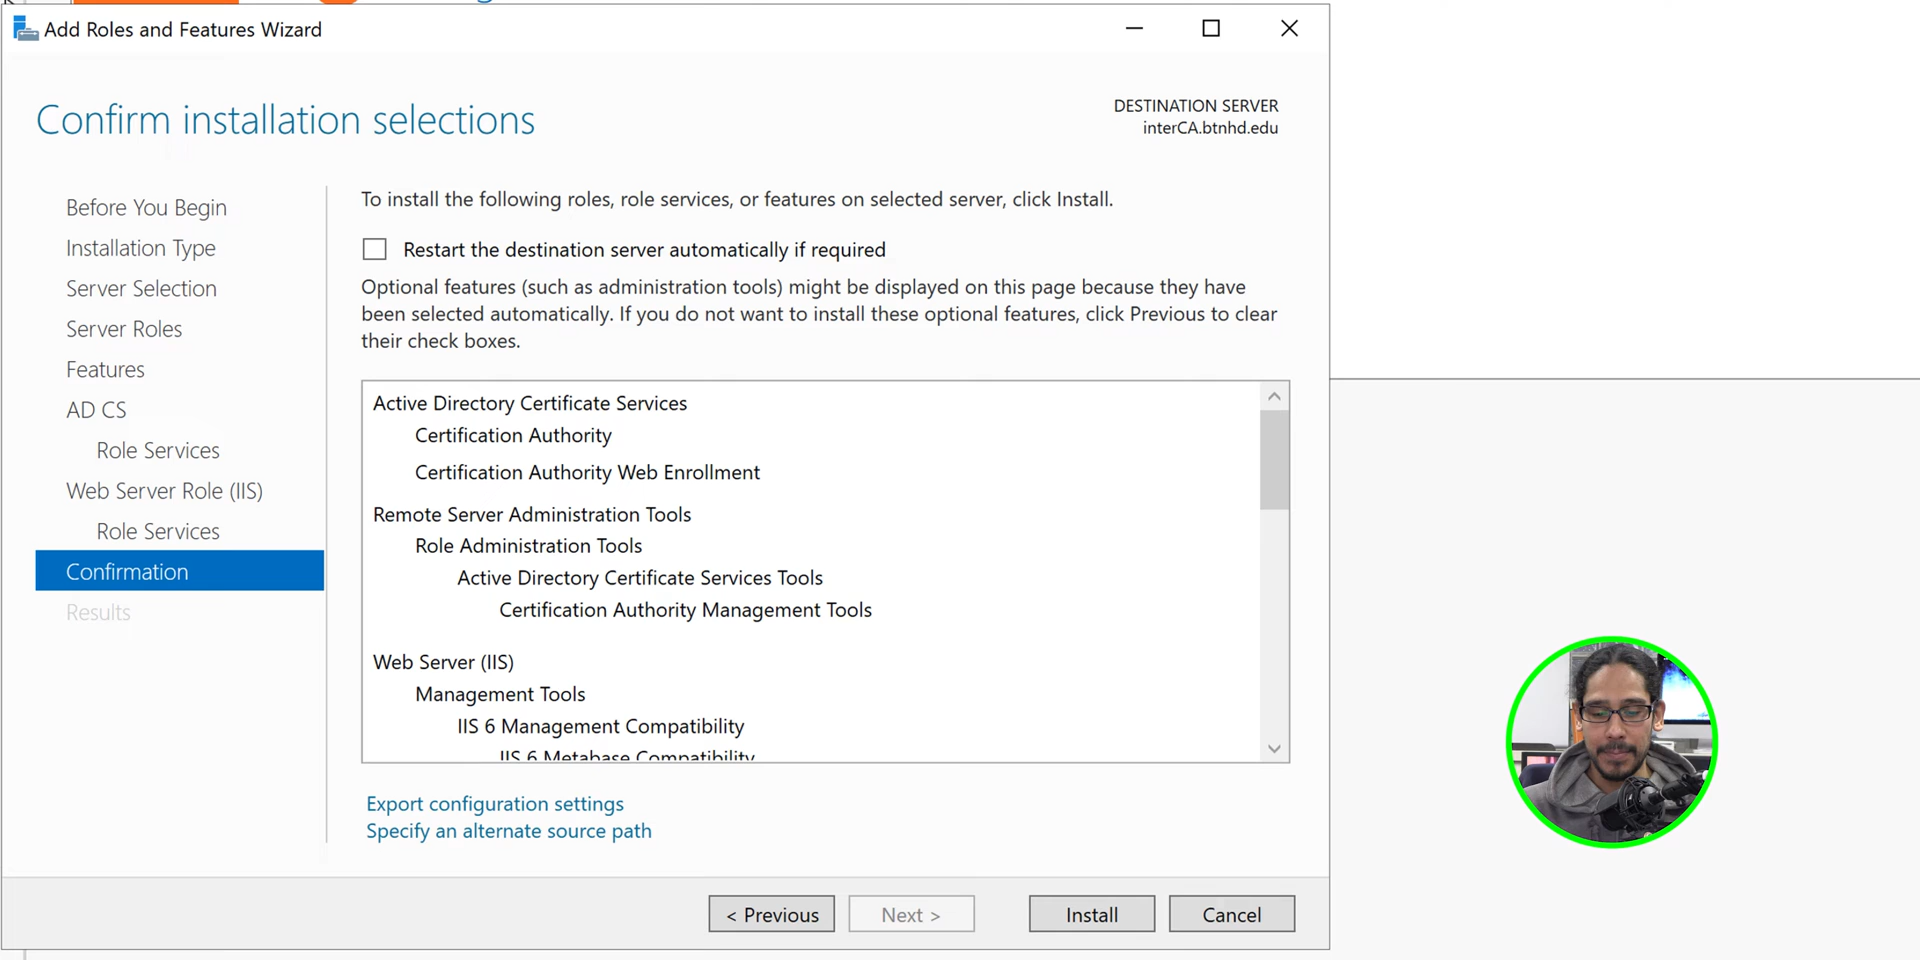 Add Roles and Features Wizard
Confirm installation selections
DESTINATION SERVER
interCA.btnhd.edu
Before You Begin
Installation Type
Server Selection
Server Roles
Features
AD CS
Role Services
Web Server Role (IIS)
Role Services
Confirmation
Results
To install the following roles, role services, or features on selected server, click Install.
Restart the destination server automatically if required
Optional features (such as administration tools) might be displayed on this page because they have
been selected automatically. If you do not want to install these optional features, click Previous to clear
their check boxes.
Active Directory Certificate Services
Certification Authority
Certification Authority Web Enrollment
Remote Server Administration Tools
Role Administration Tools
Active Directory Certificate Services Tools
Certification Authority Management Tools
Web Server (IIS)
Management Tools
IIS 6 Management Compatibility
IIS 6 Metabase Compatibility
Export configuration settings
Specify an alternate source path
< Previous
Next >
Install
Cancel